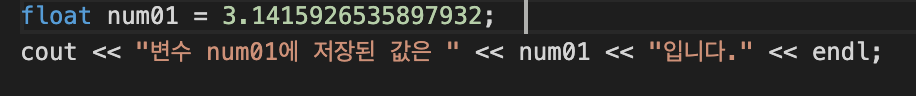 float num01 = 3.1415926535897932;
cout << "변수 num01에 저장된 값은 " << num01 << "입니다." << endl;